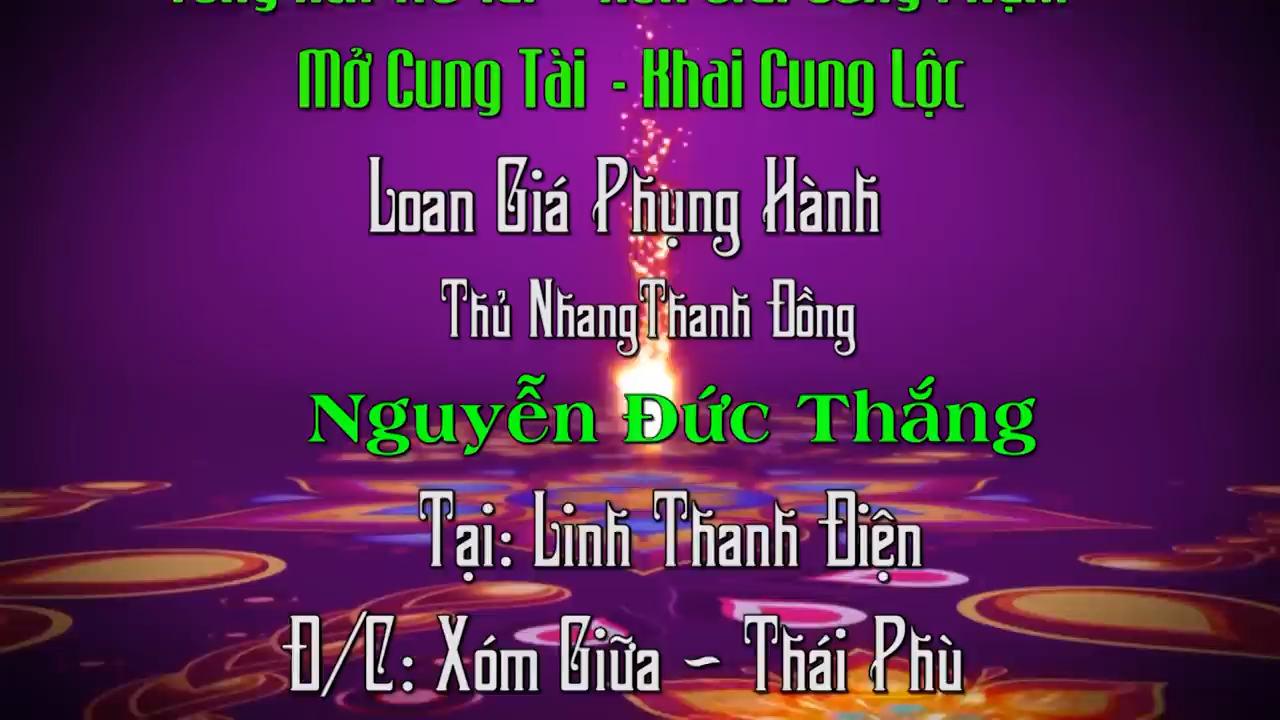 Mở Cung Tài - Khai Cung Lộc
Loan Giá Phụng Hành
Thủ NhangThanh Đồng
Nguyễn Đức Thắng
Tại: Linh Thanh Điện
Đ/C: Xóm Giữa ~ Thái Phù